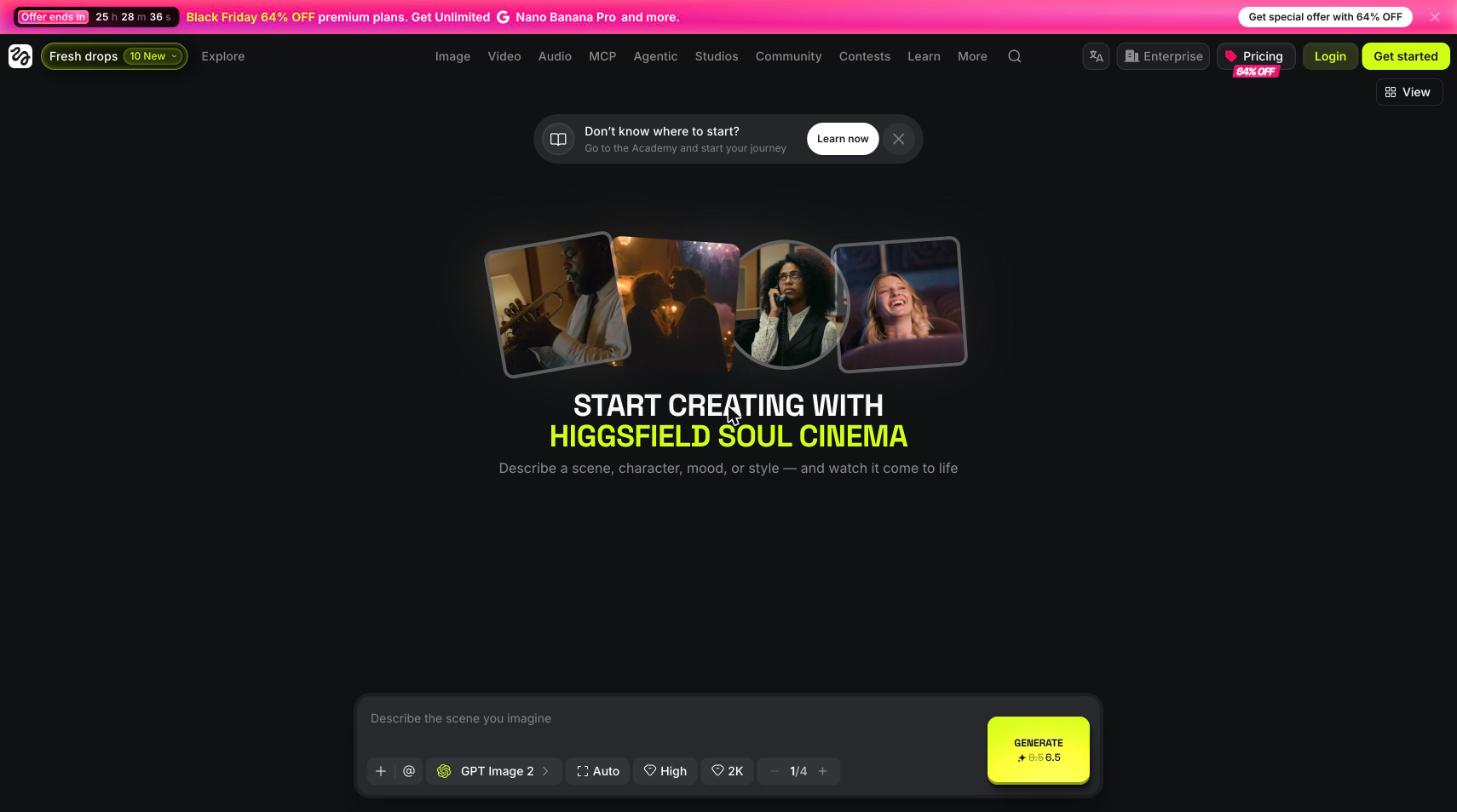 Offer ends in 25 h 28 m 36 s Black Friday 64% OFF premium plans. Get Unlimited Nano Banana Pro and more. Get special offer with 64% OFF
Fresh drops 10 New Explore Image Video Audio MCP Agentic Studios Community Contests Learn More Enterprise Pricing Login Get started
64% OFF
View
Don't know where to start?
Go to the Academy and start your journey
Learn now
START CREATING WITH
HIGGSFIELD SOUL CINEMA
Describe a scene, character, mood, or style — and watch it come to life
Describe the scene you imagine
GENERATE
8.5 6.5
@ GPT Image 2 Auto High 2K 1/4